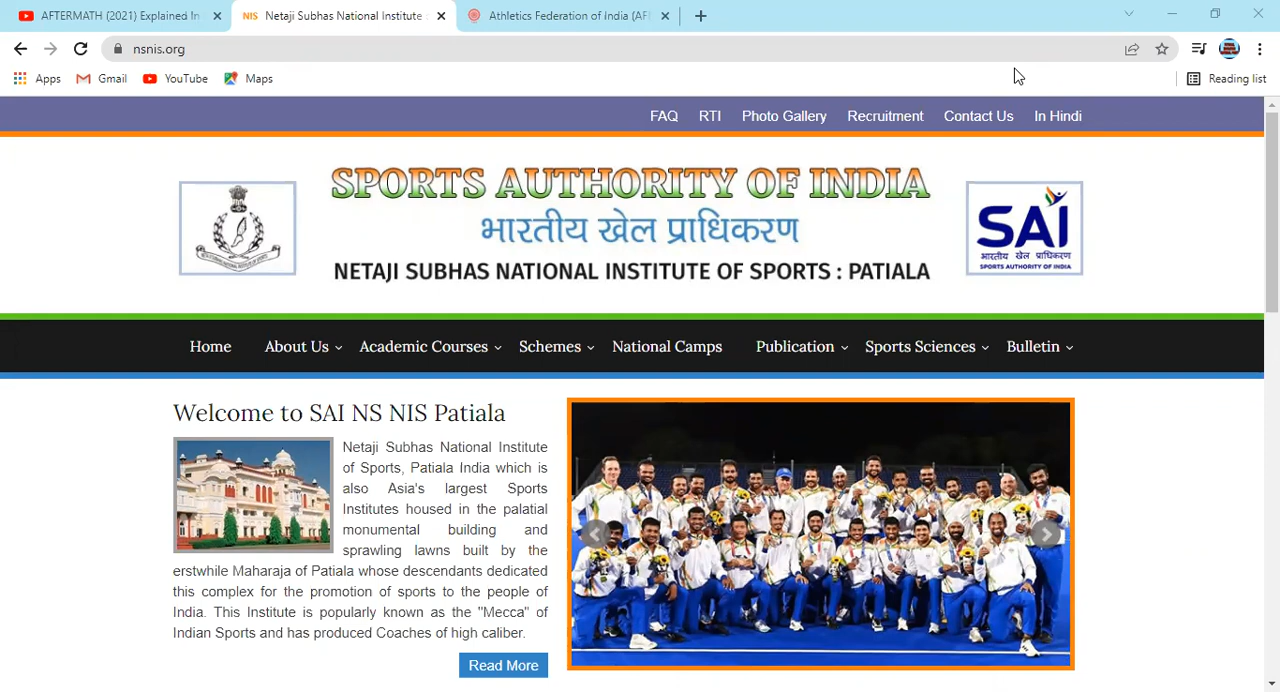 AFTERMATH (2021) Explained In
NIS Netaji Subhas National Institute
Athletics Federation of India (AF
nsnis.org
Apps Gmail YouTube Maps Reading list
FAQ RTI Photo Gallery Recruitment Contact Us In Hindi
SPORTS AUTHORITY OF INDIA
भारतीय खेल प्राधिकरण
NETAJI SUBHAS NATIONAL INSTITUTE OF SPORTS : PATIALA
SAI
भारतीय खेल प्राधिकरण
SPORTS AUTHORITY OF INDIA
Home About Us Academic Courses Schemes National Camps Publication Sports Sciences Bulletin
Welcome to SAI NS NIS Patiala
Netaji Subhas National Institute
of Sports, Patiala India which is
also Asia's largest Sports
Institutes housed in the palatial
monumental building and
sprawling lawns built by the
erstwhile Maharaja of Patiala whose descendants dedicated
this complex for the promotion of sports to the people of
India. This Institute is popularly known as the "Mecca" of
Indian Sports and has produced Coaches of high caliber.
Read More